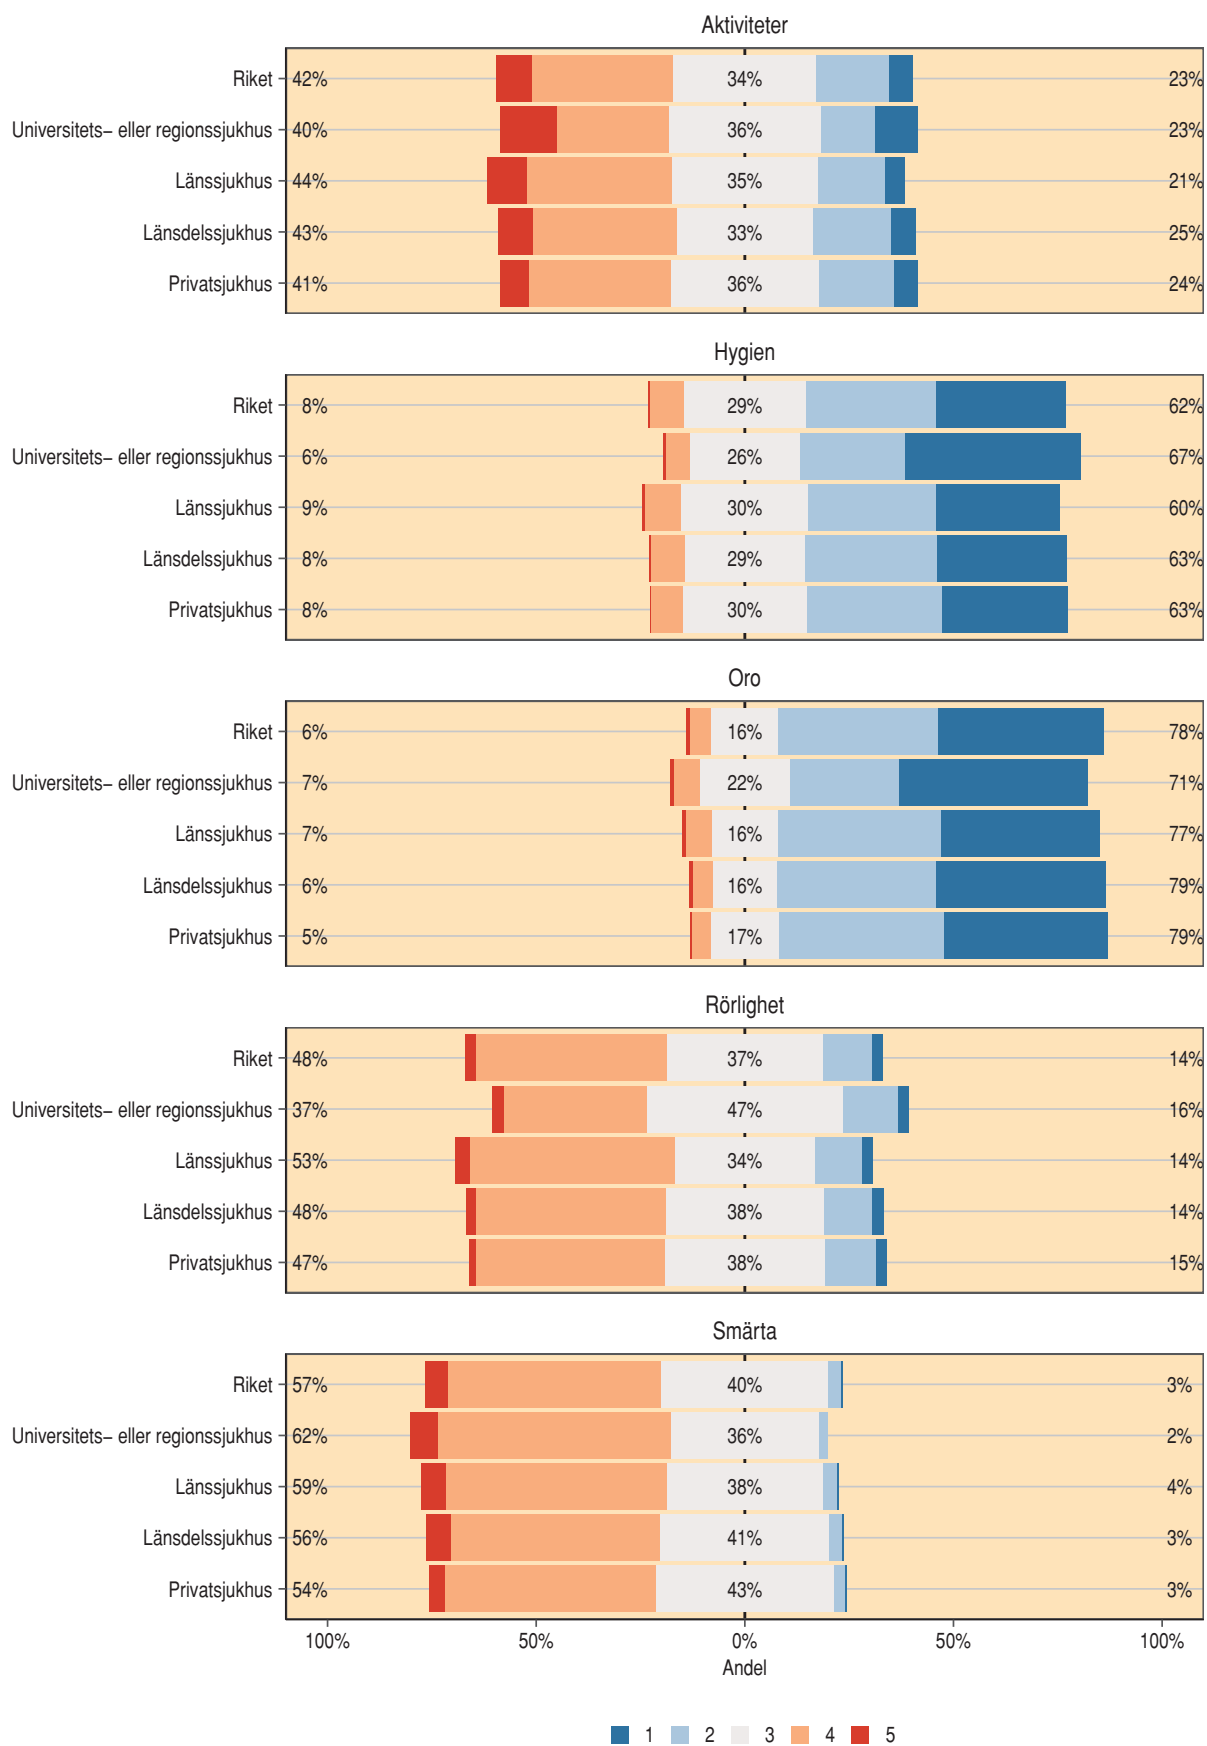 Aktiviteter
Riket 42% 34% 23%
Universitets− eller regionssjukhus 40% 36% 23%
Länssjukhus 44% 35% 21%
Länsdelssjukhus 43% 33% 25%
Privatsjukhus 41% 36% 24%
Hygien
Riket 8% 29% 62%
Universitets− eller regionssjukhus 6% 26% 67%
Länssjukhus 9% 30% 60%
Länsdelssjukhus 8% 29% 63%
Privatsjukhus 8% 30% 63%
Oro
Riket 6% 16% 78%
Universitets− eller regionssjukhus 7% 22% 71%
Länssjukhus 7% 16% 77%
Länsdelssjukhus 6% 16% 79%
Privatsjukhus 5% 17% 79%
Rörlighet
Riket 48% 37% 14%
Universitets− eller regionssjukhus 37% 47% 16%
Länssjukhus 53% 34% 14%
Länsdelssjukhus 48% 38% 14%
Privatsjukhus 47% 38% 15%
Smärta
Riket 57% 40% 3%
Universitets− eller regionssjukhus 62% 36% 2%
Länssjukhus 59% 38% 4%
Länsdelssjukhus 56% 41% 3%
Privatsjukhus 54% 43% 3%
100% 50% 0% 50% 100%
Andel
1 2 3 4 5